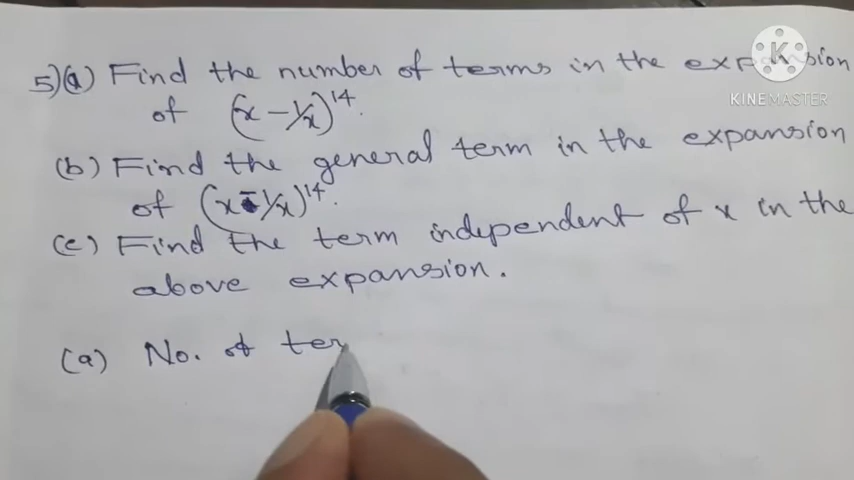 5)(a) Find the number of terms in the expansion
of (x - 1/x)^14.
(b) Find the general term in the expansion
of (x - 1/x)^14.
(c) Find the term independent of x in the
above expansion.
(a) No. of ter
K
KINEMASTER